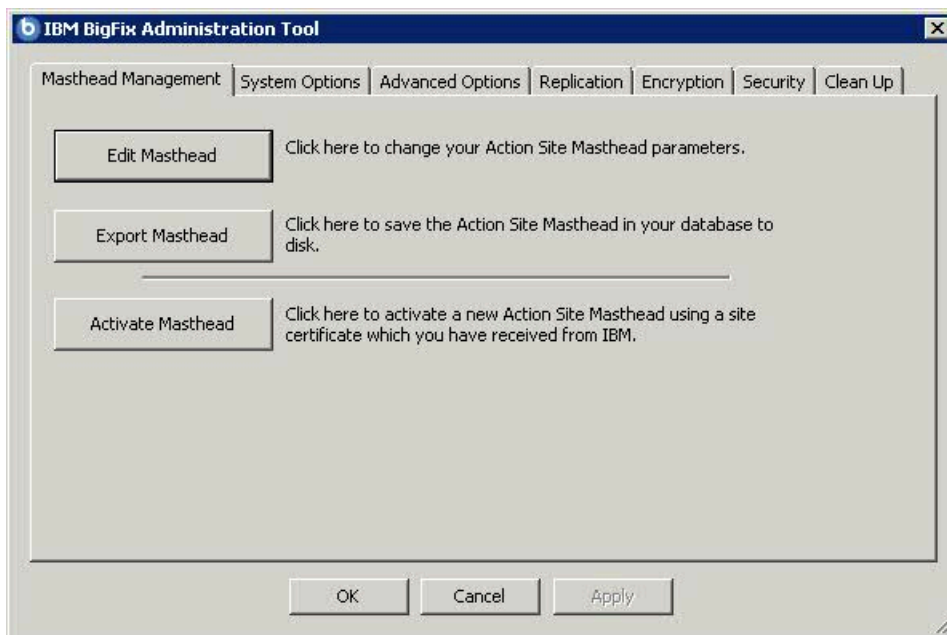 b IBM BigFix Administration Tool
Masthead Management System Options Advanced Options Replication Encryption Security Clean Up
Edit Masthead
Click here to change your Action Site Masthead parameters.
Export Masthead
Click here to save the Action Site Masthead in your database to
disk.
Activate Masthead
Click here to activate a new Action Site Masthead using a site
certificate which you have received from IBM.
OK Cancel Apply